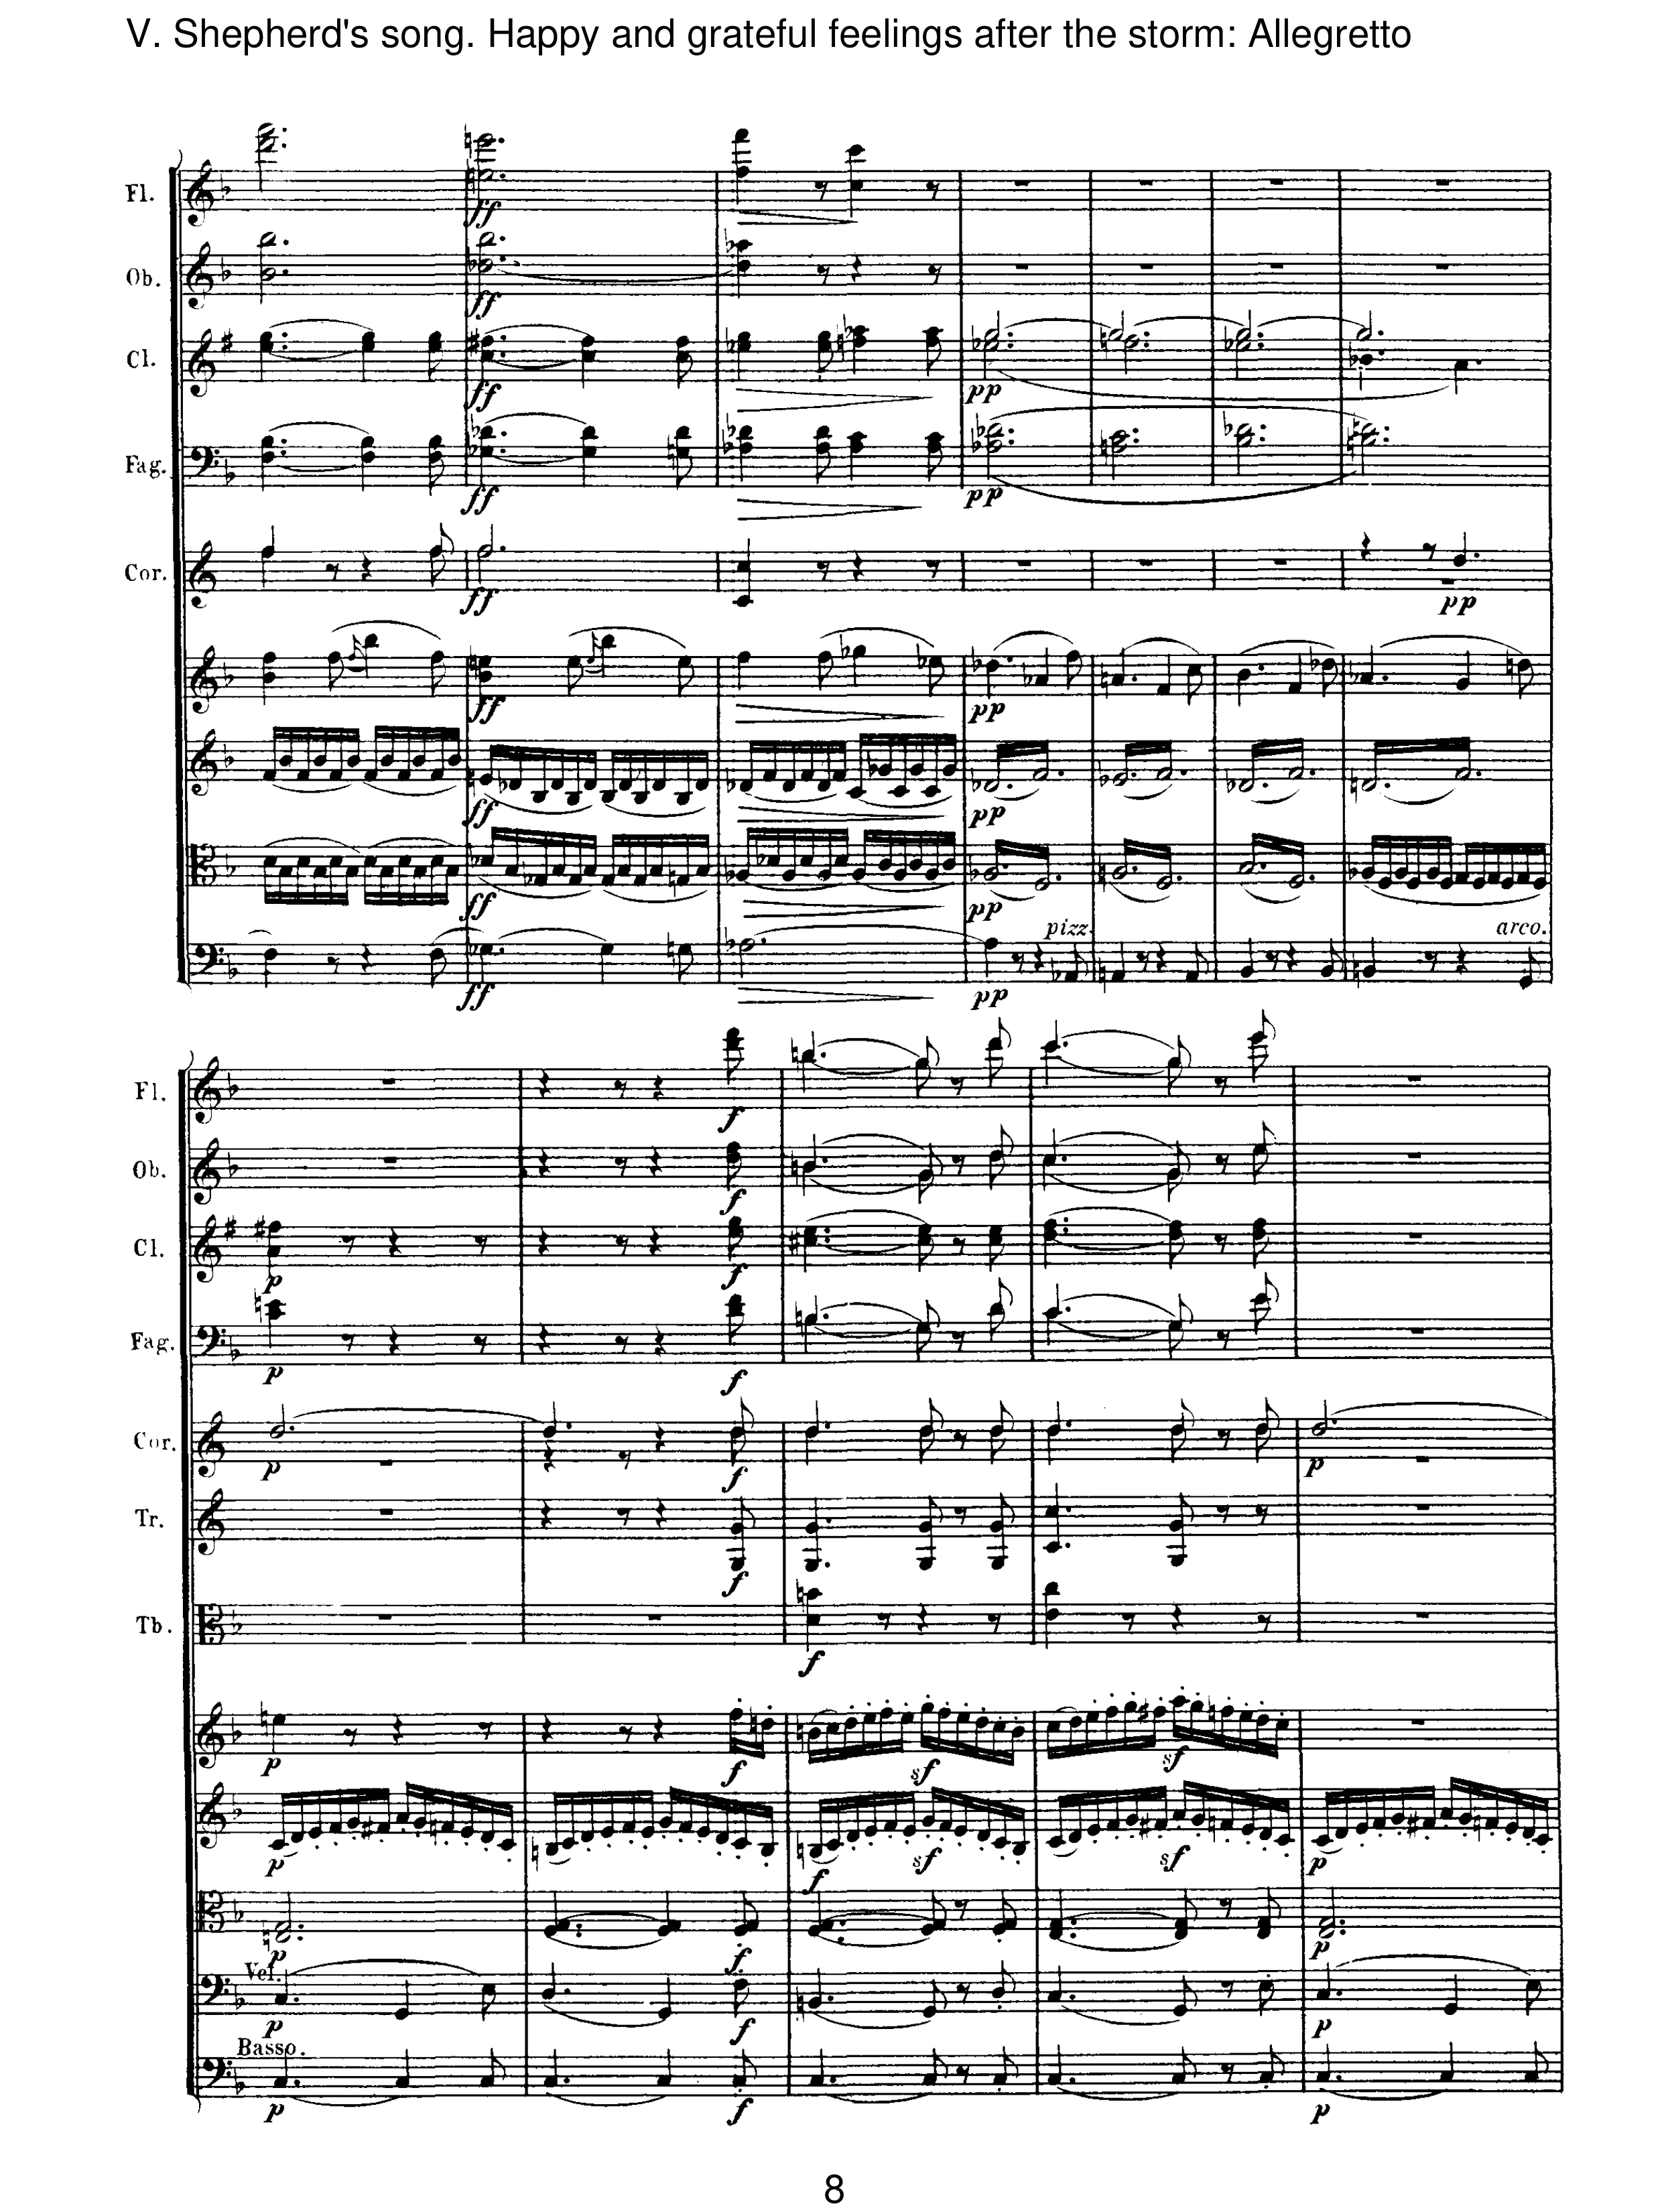 V. Shepherd's song. Happy and grateful feelings after the storm: Allegretto
Fl.
ff
Ob.
ff
Cl.
ff
pp
Fag.
ff
pp
Cor.
ff
pp
ff
pp
ff
pp
ff
pp
pizz.
arco.
ff
pp
Fl.
f
Ob.
f
Cl.
p
f
Fag.
p
f
Cor.
p
f
p
Tr.
f
Tb.
f
p
f
sf
sf
p
f
sf
sf
p
p
f
p
Vcl.
p
f
p
Basso.
p
f
p
8